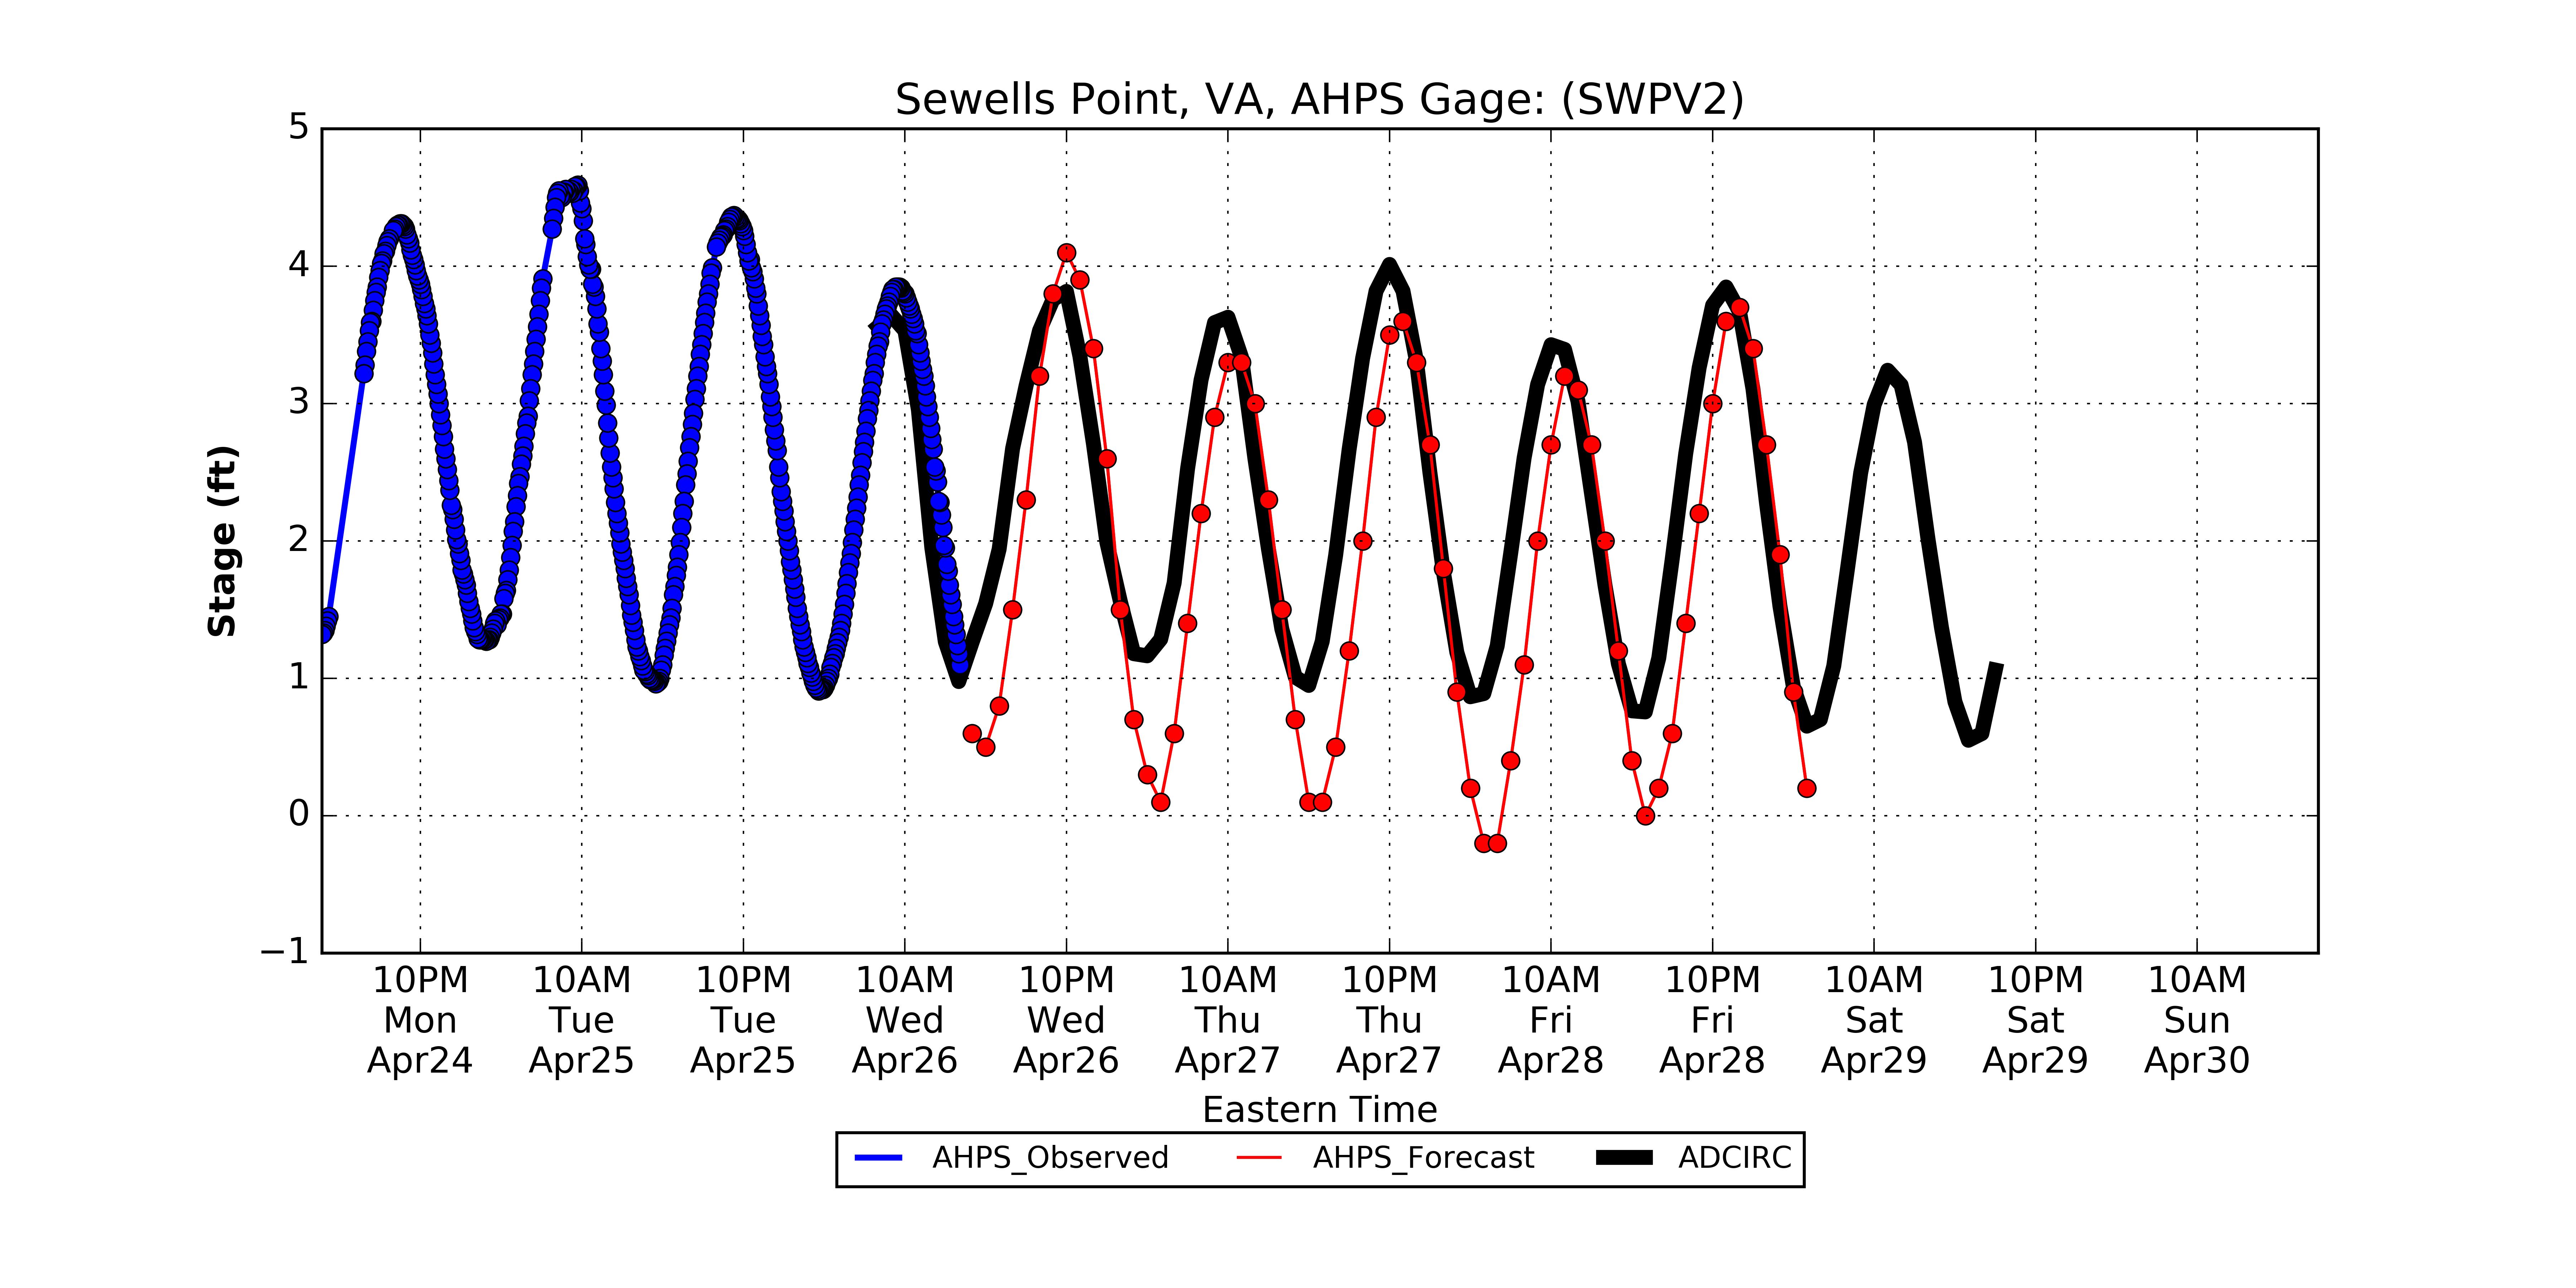 Sewells Point, VA, AHPS Gage: (SWPV2)
5
4
3
2
1
0
−1
Stage (ft)
10PM 10AM 10PM 10AM 10PM 10AM 10PM 10AM 10PM 10AM 10PM 10AM
Mon Tue Tue Wed Wed Thu Thu Fri Fri Sat Sat Sun
Apr24 Apr25 Apr25 Apr26 Apr26 Apr27 Apr27 Apr28 Apr28 Apr29 Apr29 Apr30
Eastern Time
AHPS_Observed AHPS_Forecast ADCIRC